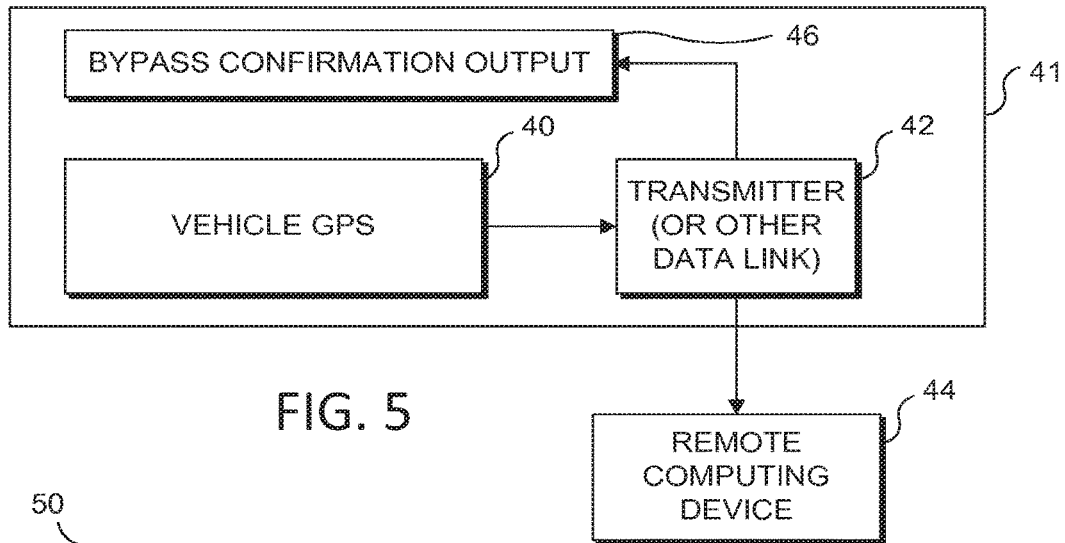 BYPASS CONFIRMATION OUTPUT
46
41
40
42
VEHICLE GPS
TRANSMITTER
(OR OTHER
DATA LINK)
FIG. 5
44
REMOTE
COMPUTING
DEVICE
50